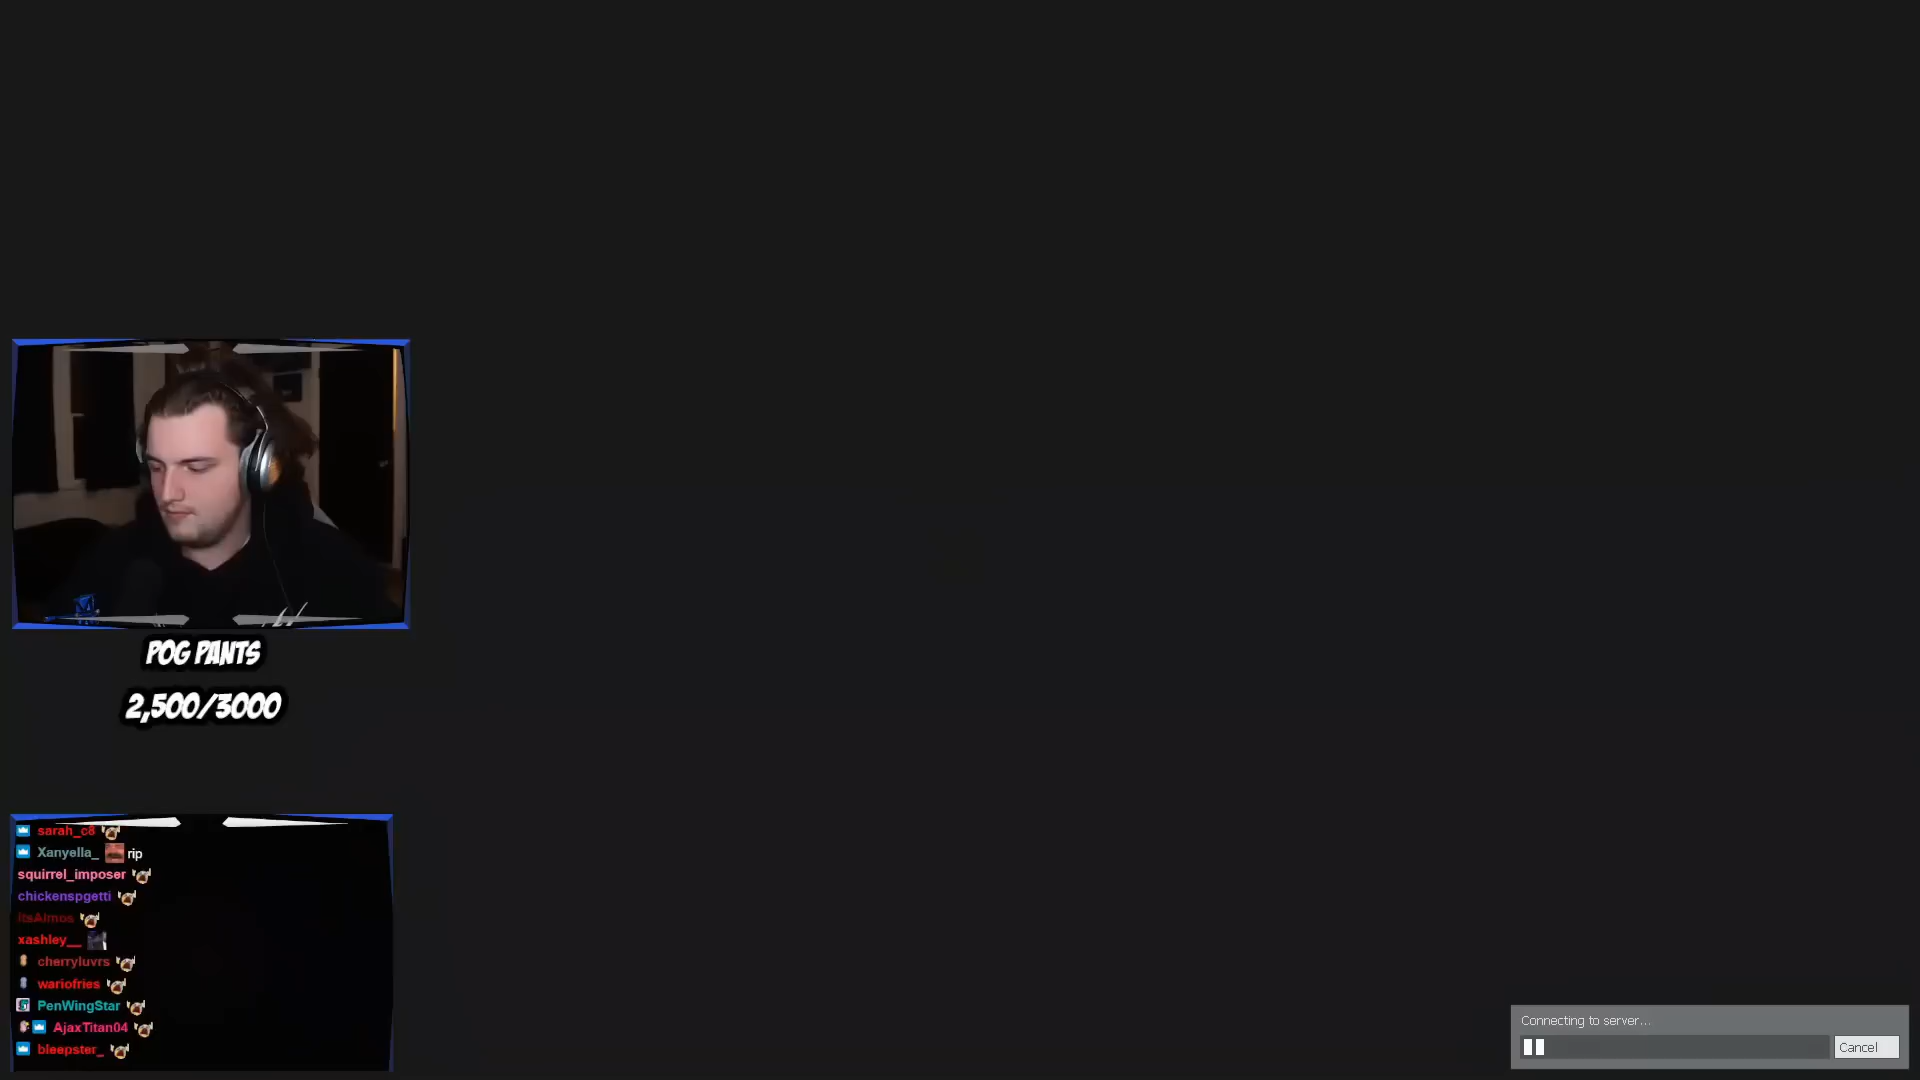 POG PANTS
2,500/3000
sarah_c8
Xanyella_ rip
squirrel_imposer
chickenspgetti
itsAlmos
xashley__
cherryluvrs
wariofries
PenWingStar
AjaxTitan04
bleepster_
Connecting to server...
Cancel